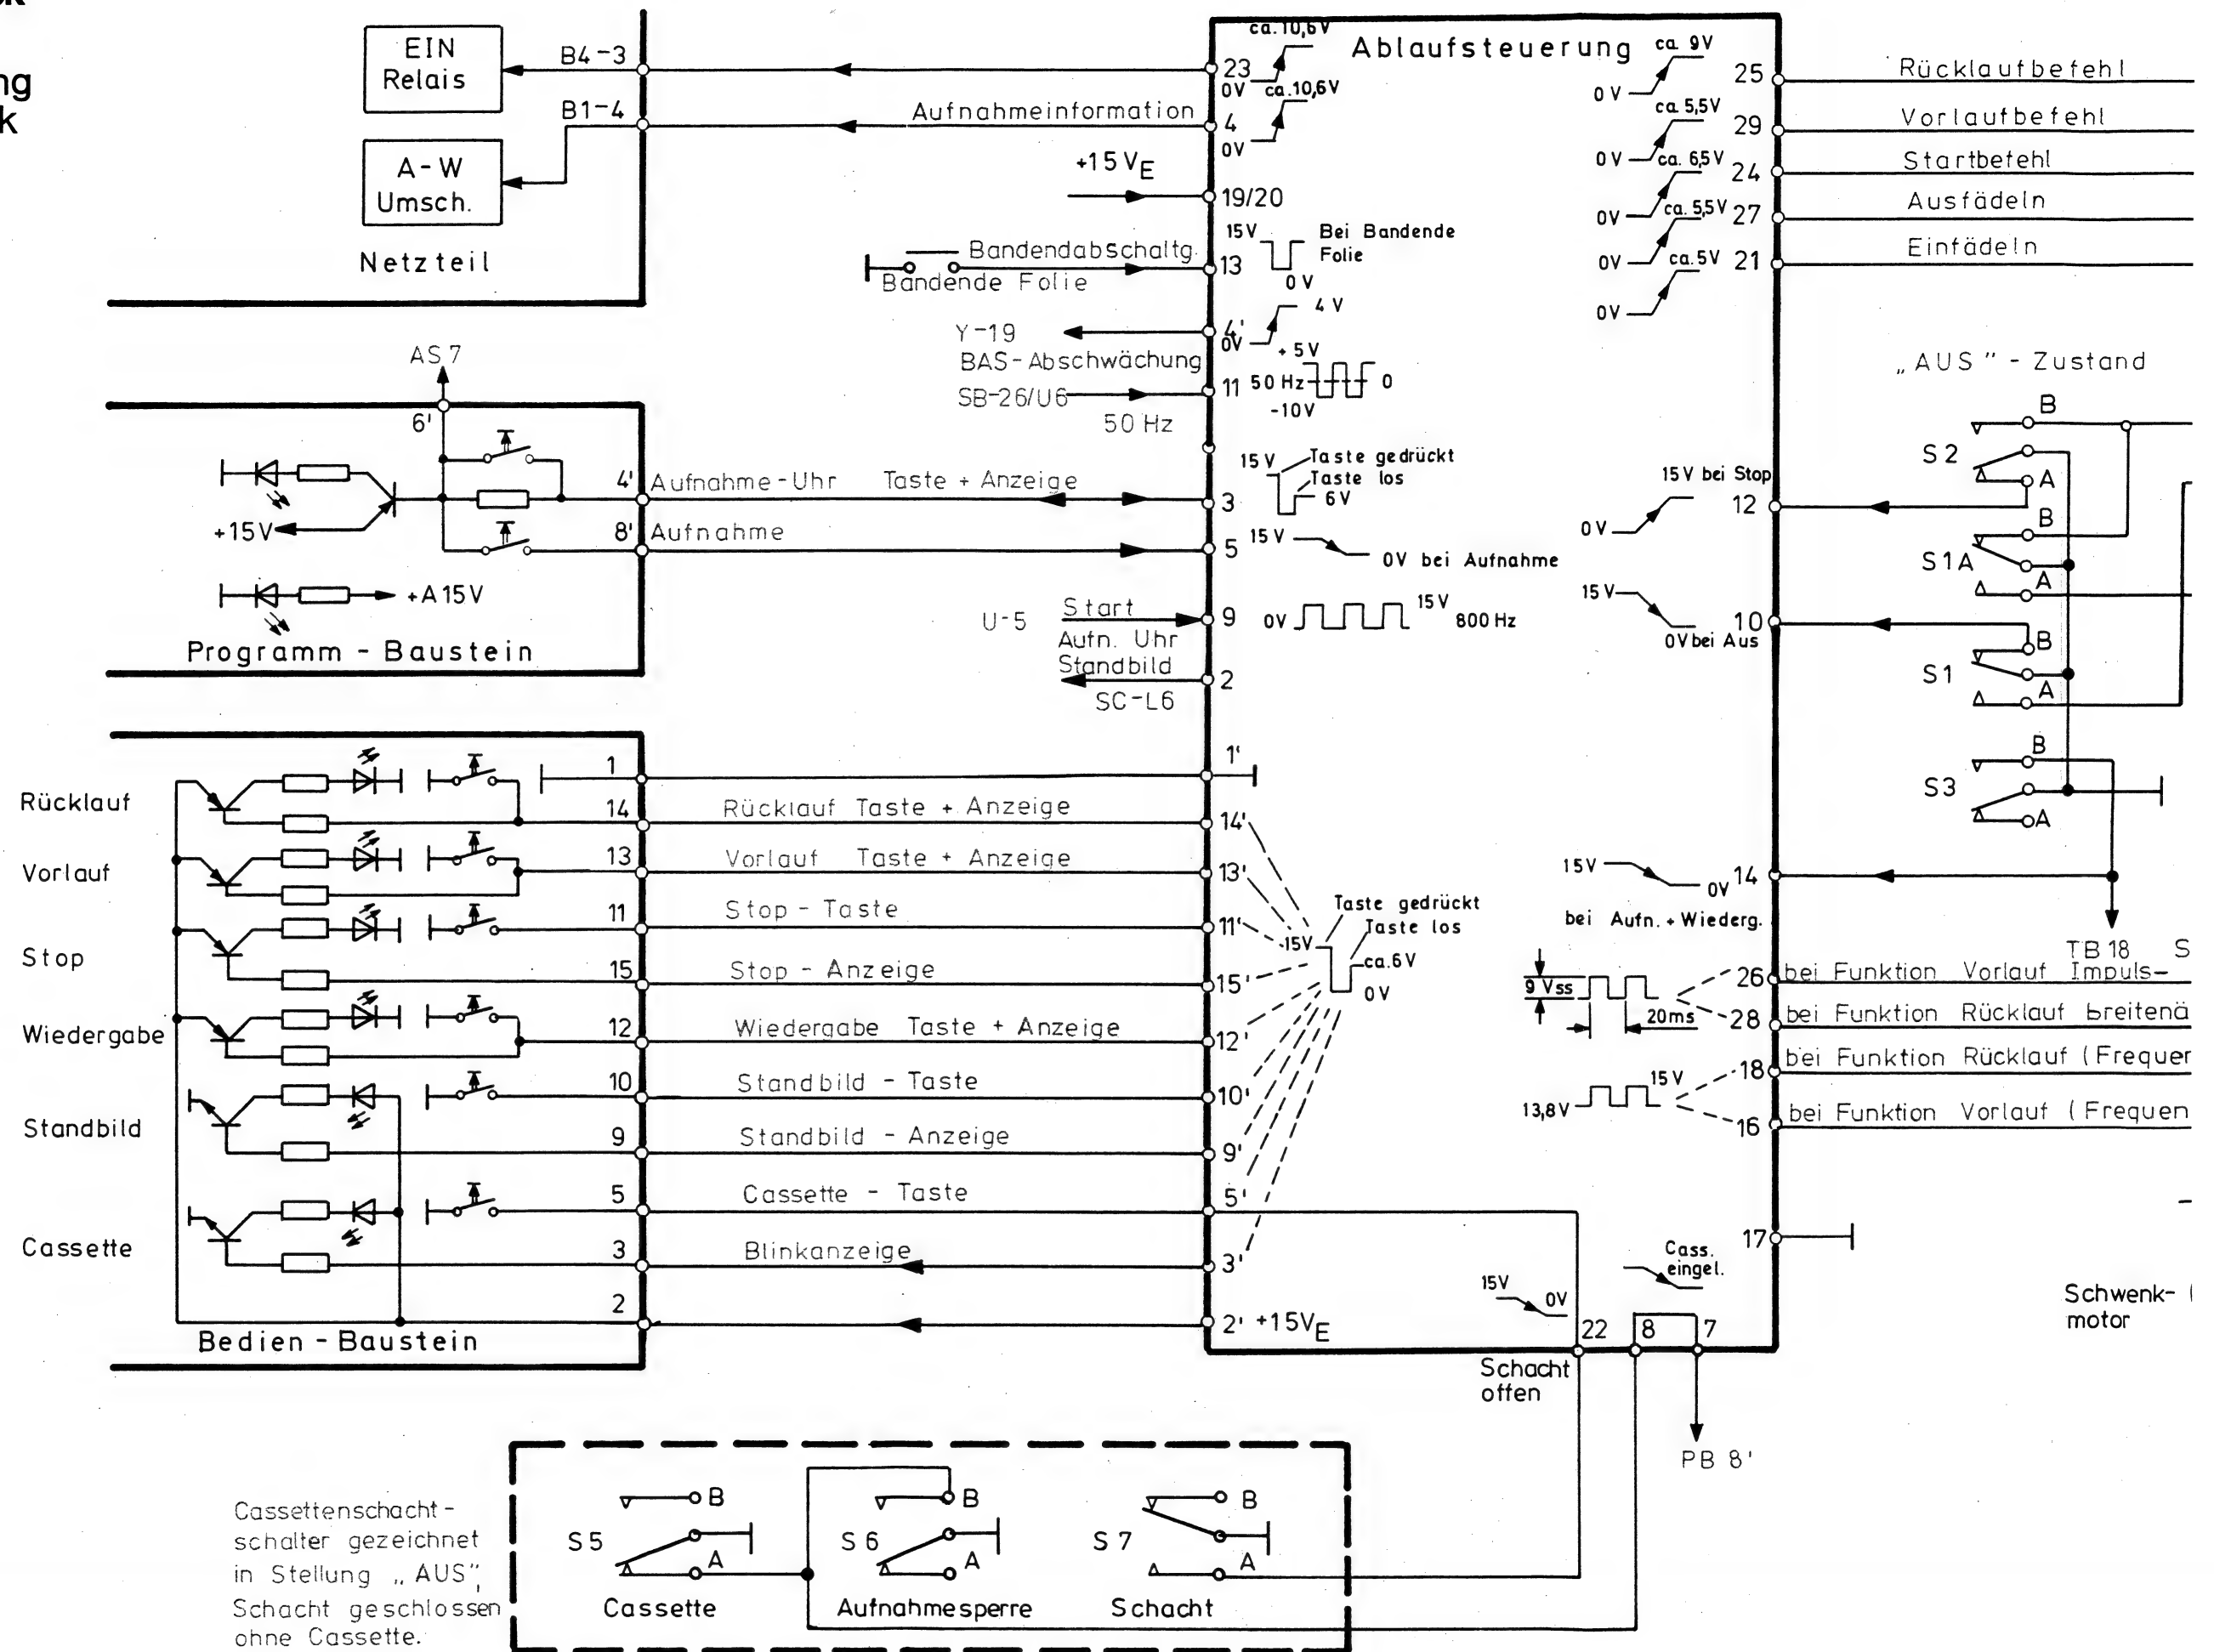 EIN
Relais
B4-3
B1-4
A-W
Umsch.
Netzteil
Aufnahmeinformation
+15VE
Bandendabschaltg.
Bandende Folie
Y-19
BAS-Abschwächung
SB-26/U6
50 Hz
Ablaufsteuerung
ca. 10,6V
23
0V
ca.10,6V
4
0V
19/20
15V
Bei Bandende
Folie
13
0V
4V
4'
0V
+5V
11
50 Hz
0
-10V
15V
Taste gedrückt
Taste los
6V
3
5
15V
0V bei Aufnahme
9
0V
15V
800Hz
2
ca. 9V
25
0V
ca. 5,5V
29
0V
ca. 6,5V
24
0V
ca. 5,5V
27
0V
ca. 5V
21
0V
Rücklaufbefehl
Vorlaufbefehl
Startbefehl
Ausfädeln
Einfädeln
„AUS" - Zustand
AS7
6'
+15V
4'
Aufnahme-Uhr Taste + Anzeige
8'
Aufnahme
+A15V
Programm-Baustein
U-5
Start
Aufn. Uhr
Standbild
SC-L6
15V bei Stop
12
0V
15V
10
0V bei Aus
B
S2
A
B
S1A
A
B
S1
A
B
S3
A
Rücklauf
Vorlauf
Stop
Wiedergabe
Standbild
Cassette
1
1'
14
Rücklauf Taste + Anzeige
14'
13
Vorlauf Taste + Anzeige
13'
11
Stop-Taste
11'
15
Stop - Anzeige
15'
12
Wiedergabe Taste + Anzeige
12'
10
Standbild - Taste
10'
9
Standbild - Anzeige
9'
5
Cassette - Taste
5'
3
Blinkanzeige
3'
2
2'
+15VE
Bedien-Baustein
Taste gedrückt
Taste los
15V
ca.6V
0V
15V
0V
14
bei Aufn. + Wiederg.
TB 18
S
9 Vss
20ms
26
bei Funktion Vorlauf Impuls-
28
bei Funktion Rücklauf breitenä
18
bei Funktion Rücklauf (Frequen
15V
13,8V
16
bei Funktion Vorlauf (Frequen
17
Cass.
eingel.
15V
0V
22
8
7
Schacht
offen
PB 8'
Schwenk-
motor
Cassettenschacht-
schalter gezeichnet
in Stellung „AUS",
Schacht geschlossen
ohne Cassette.
S5
B
A
Cassette
S6
B
A
Aufnahmesperre
S7
B
A
Schacht